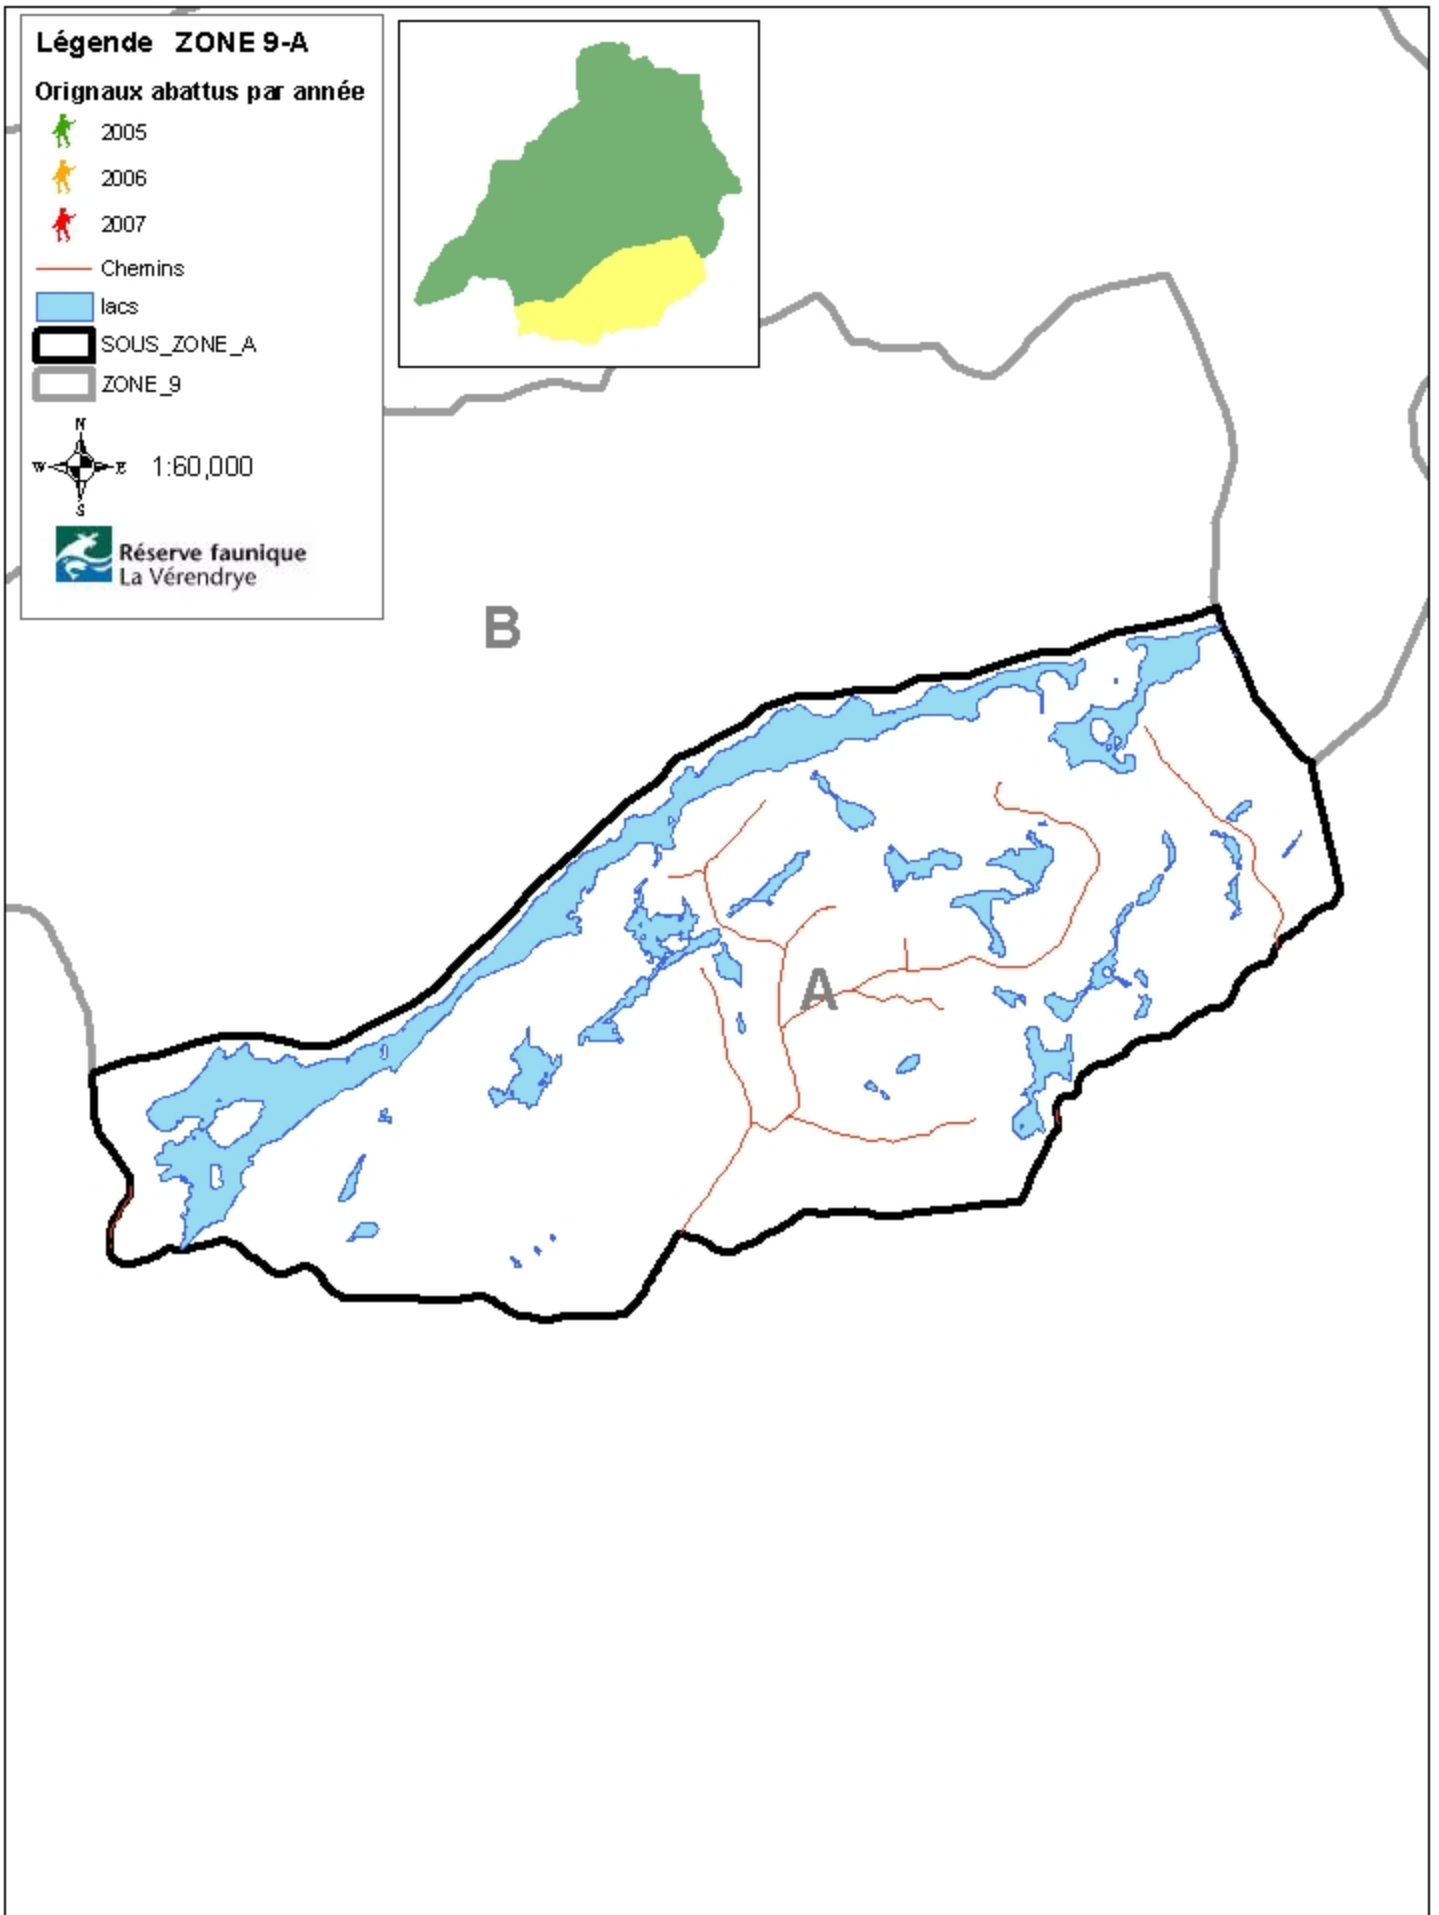 Légende ZONE 9-A
Orignaux abattus par année
2005
2006
2007
Chemins
lacs
SOUS_ZONE_A
ZONE_9
N
W E
S
1:60,000
Réserve faunique
La Vérendrye
B
A